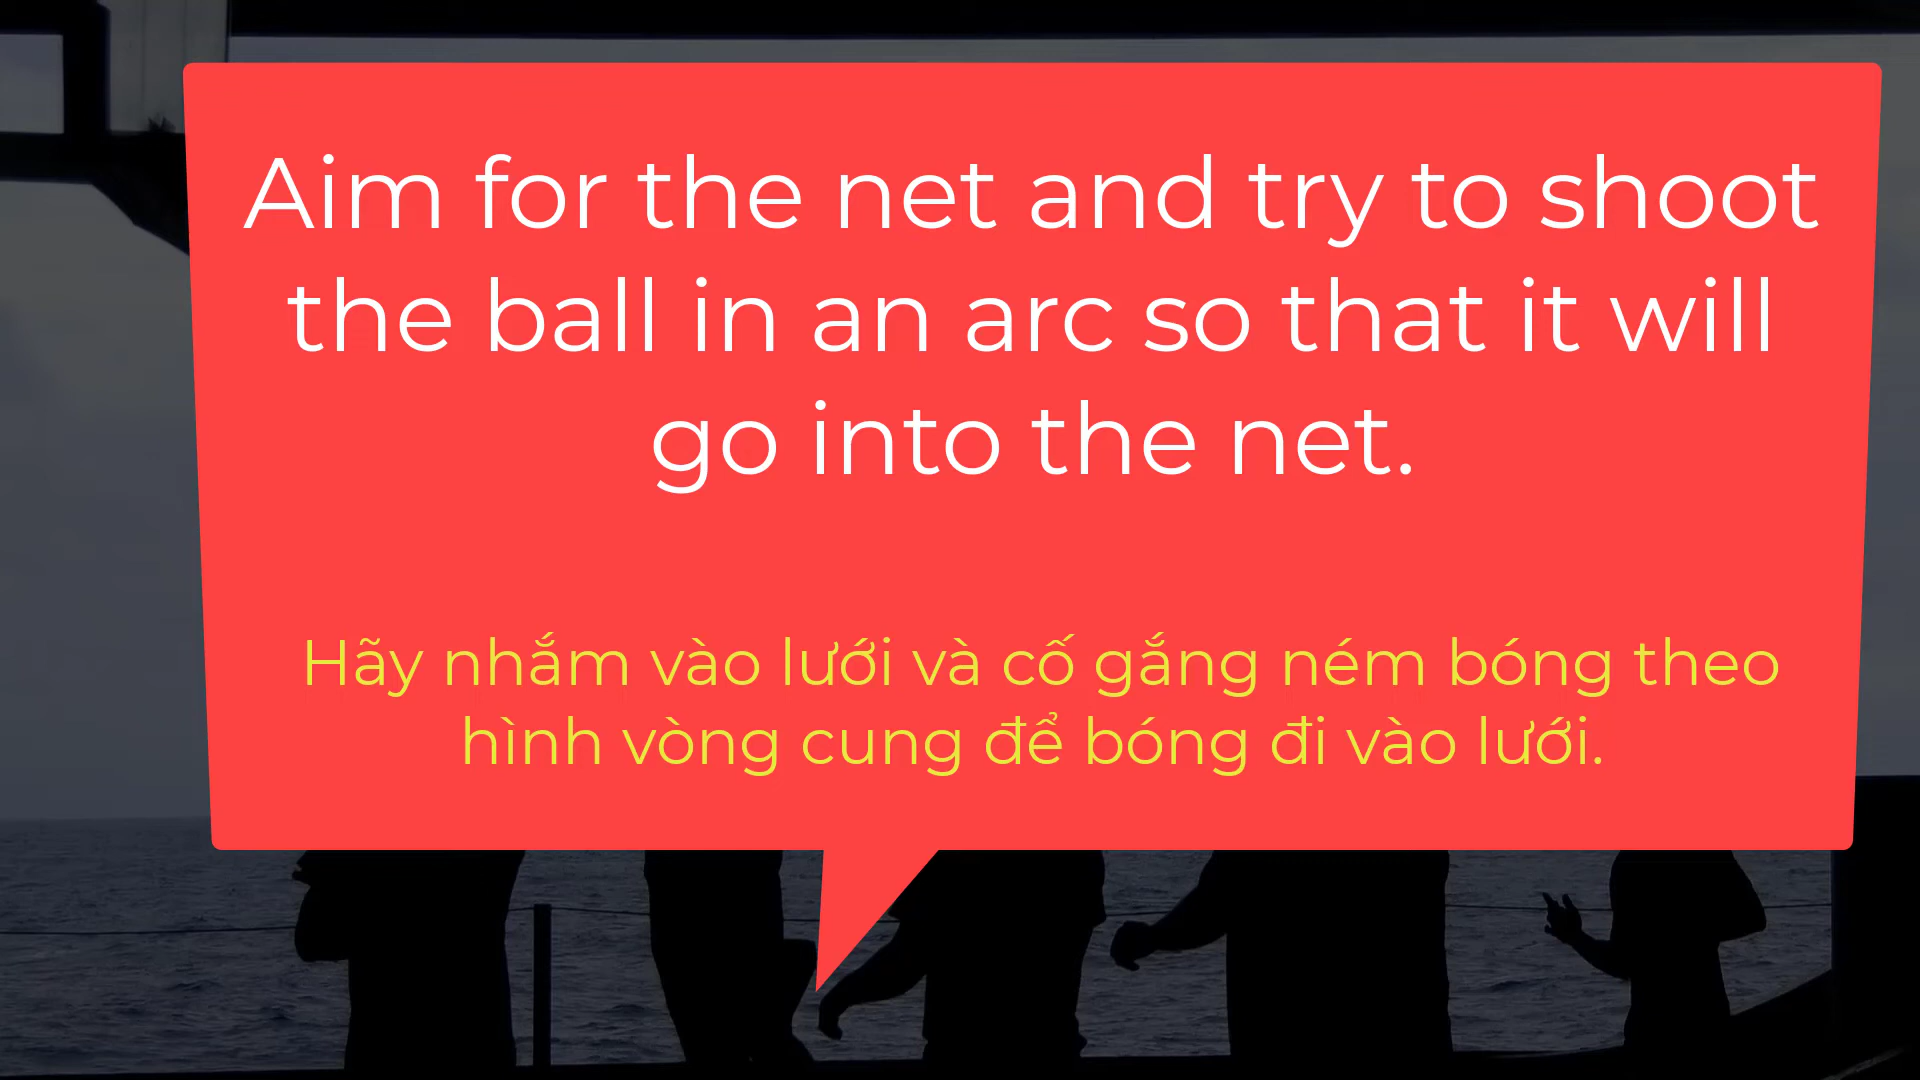 Aim for the net and try to shoot
the ball in an arc so that it will
go into the net.
Hãy nhắm vào lưới và cố gắng ném bóng theo
hình vòng cung để bóng đi vào lưới.